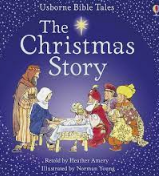 Usborne Bible Tales
The
Christmas
Story
Retold by Heather Amery
Illustrated by Norman Young